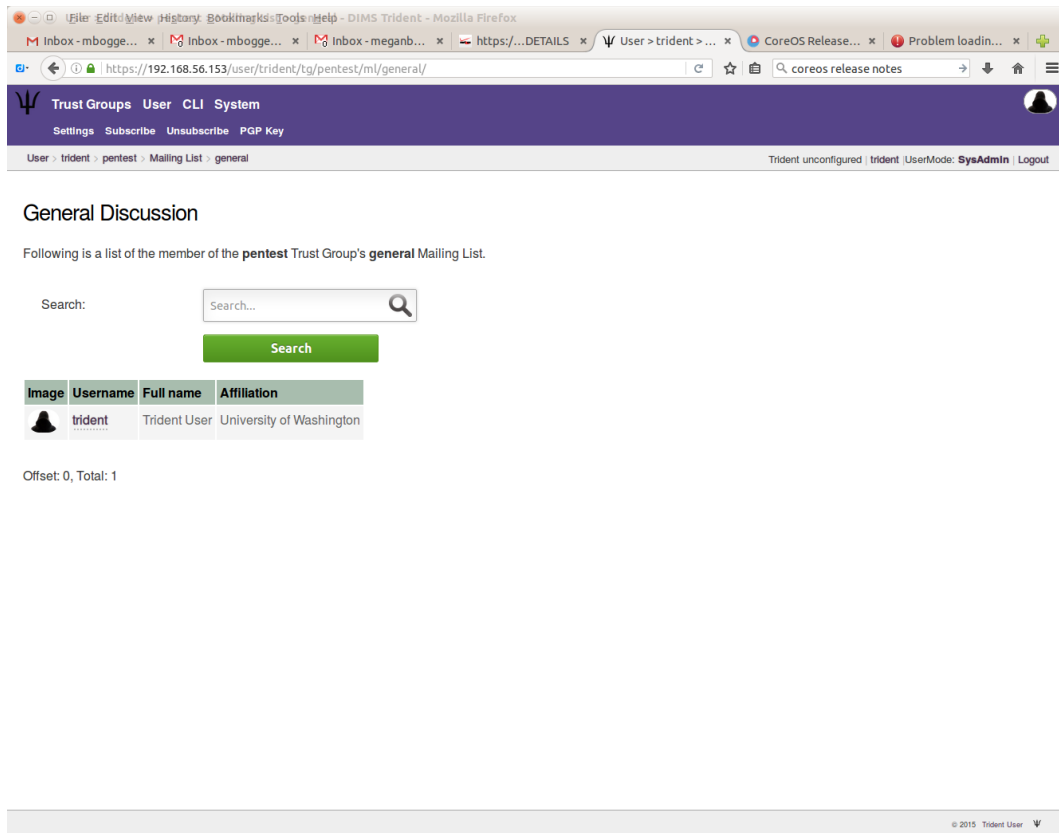 File Edit View History Bookmarks Tools Help - DIMS Trident - Mozilla Firefox
Inbox - mbogge... × Inbox - mbogge... × Inbox - meganb... × https:/...DETAILS × User > trident > ... × CoreOS Release... × Problem loadin... ×
https://192.168.56.153/user/trident/tg/pentest/ml/general/ coreos release notes
Trust Groups User CLI System
Settings Subscribe Unsubscribe PGP Key
User > trident > pentest > Mailing List > general Trident unconfigured | trident |UserMode: SysAdmin | Logout
General Discussion
Following is a list of the member of the pentest Trust Group's general Mailing List.
Search: Search...
Search
Image Username Full name Affiliation
trident Trident User University of Washington
Offset: 0, Total: 1
© 2015 Trident User